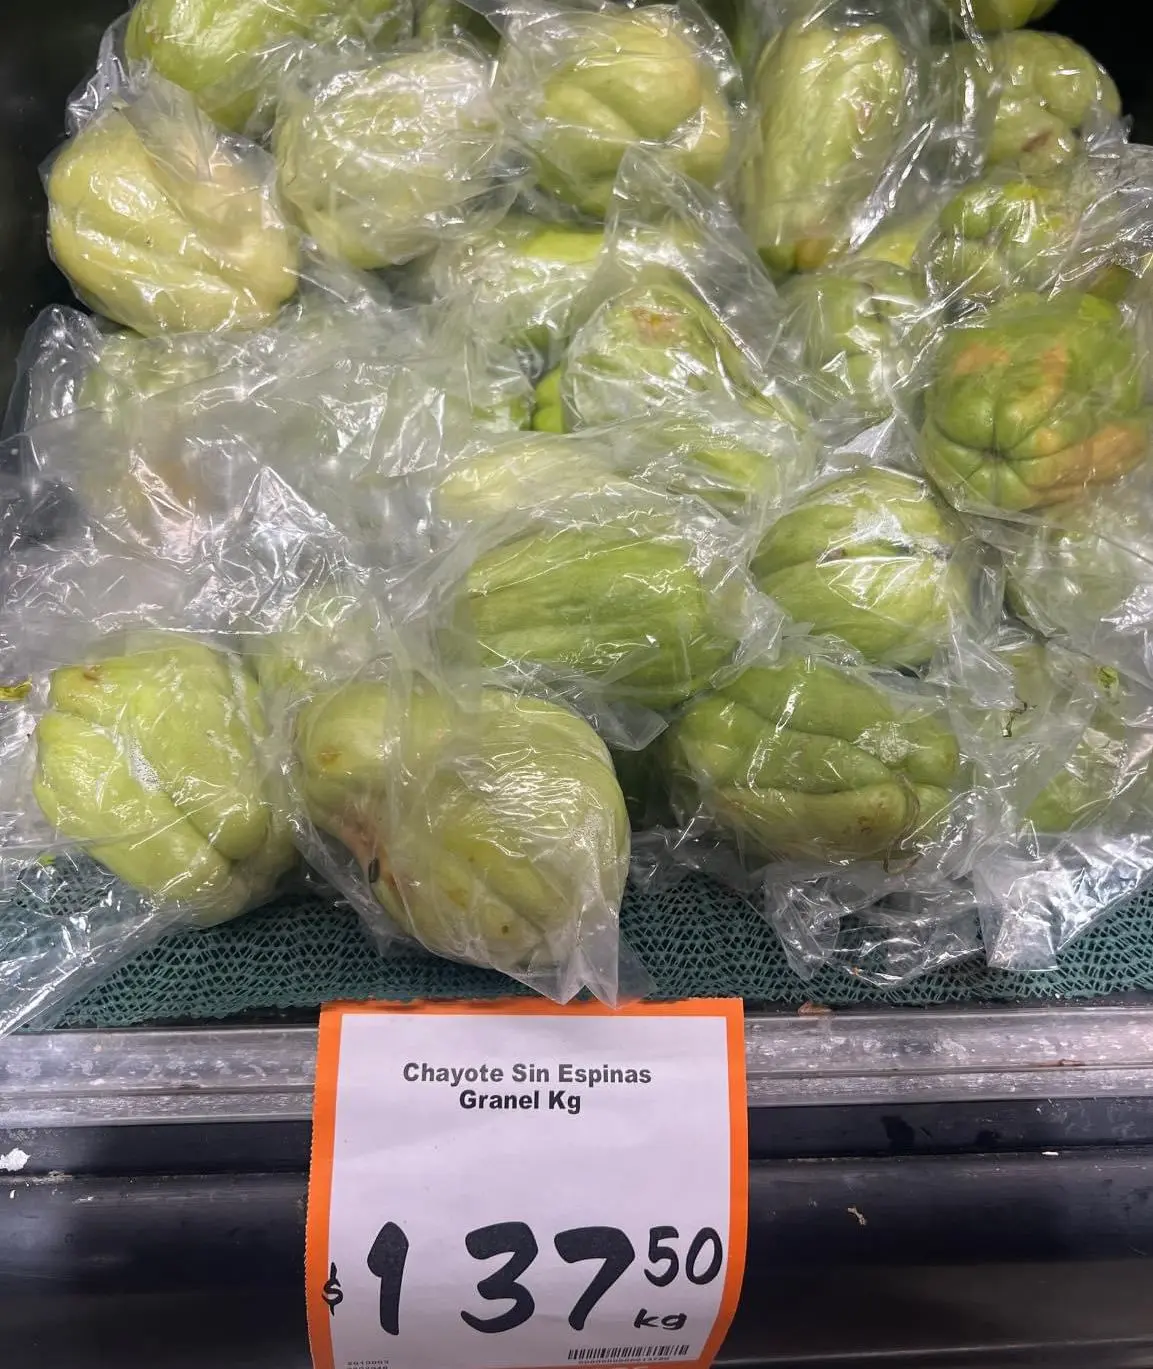 Chayote Sin Espinas
Granel Kg
$137.50
kg